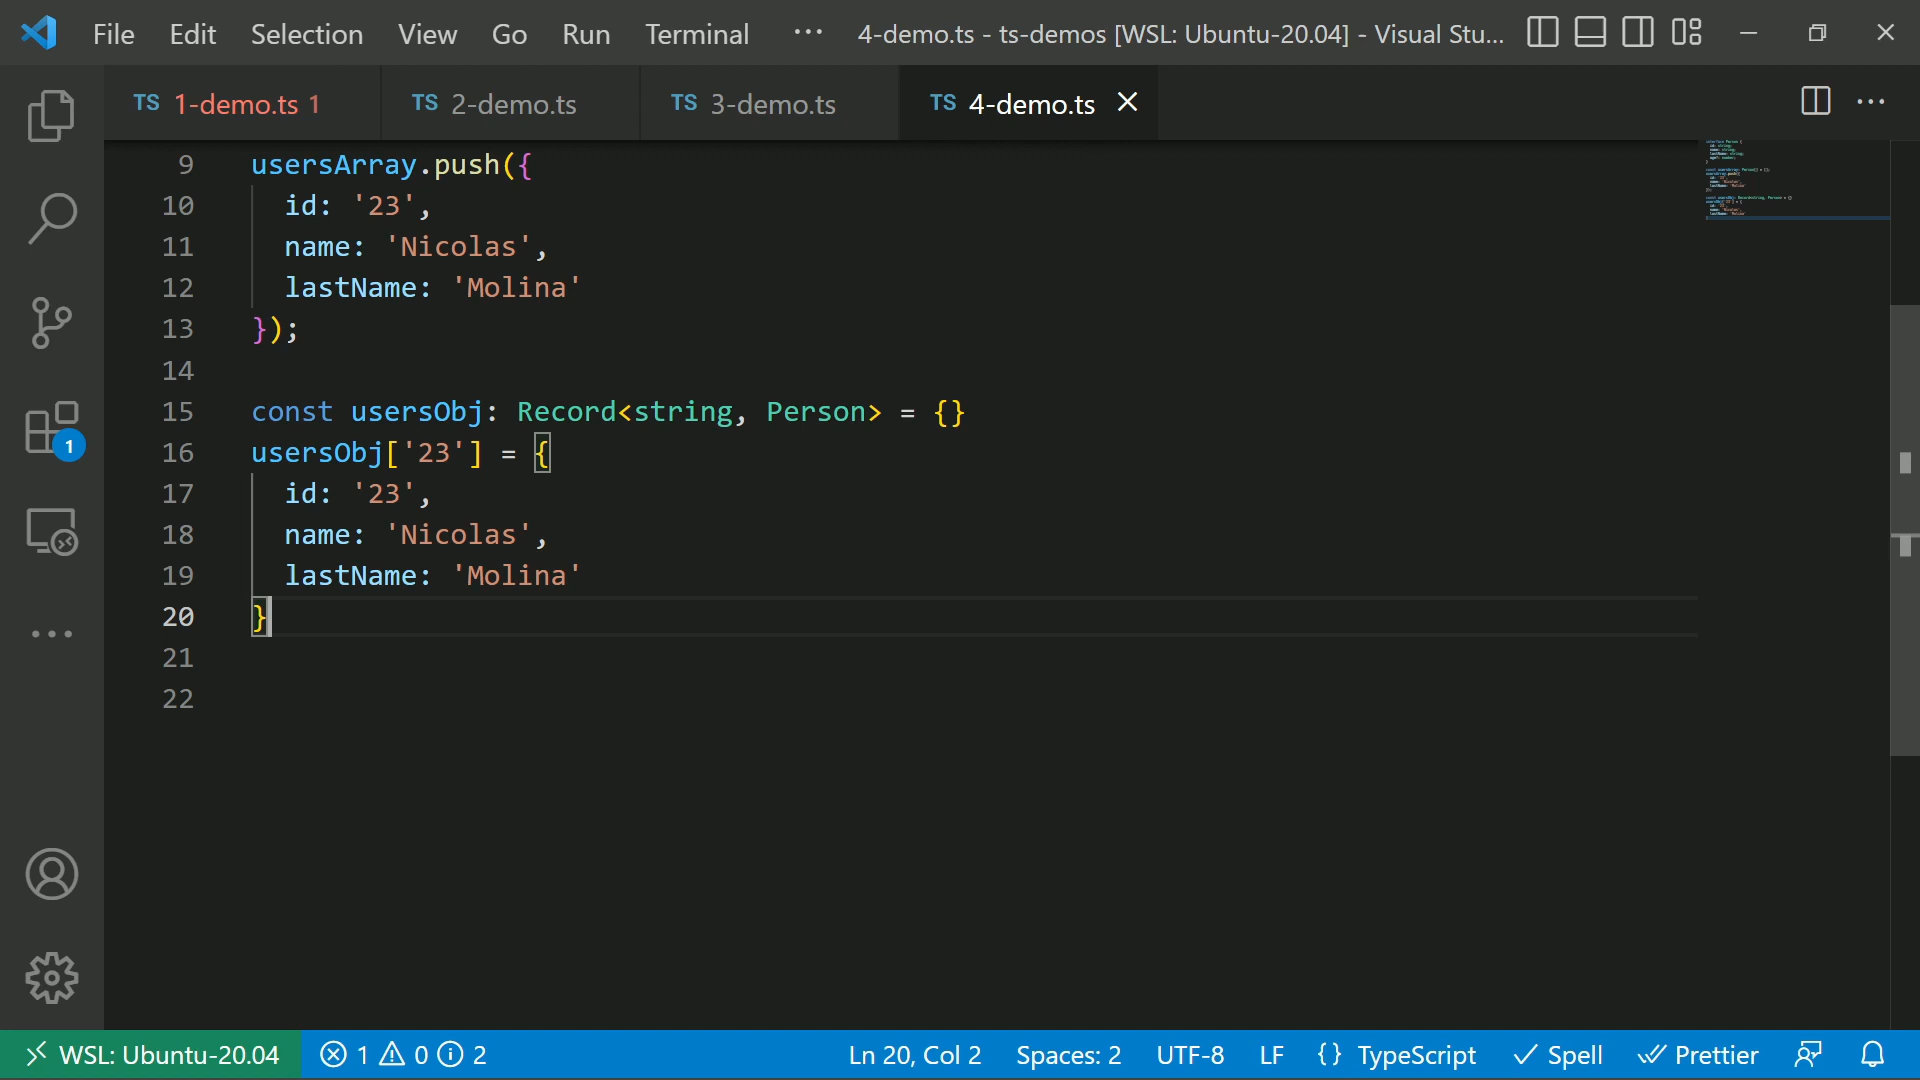 File Edit Selection View Go Run Terminal ··· 4-demo.ts - ts-demos [WSL: Ubuntu-20.04] - Visual Stu...
TS 1-demo.ts 1 TS 2-demo.ts TS 3-demo.ts TS 4-demo.ts
9 usersArray.push({
10 id: '23',
11 name: 'Nicolas',
12 lastName: 'Molina'
13 });
14
15 const usersObj: Record<string, Person> = {}
16 usersObj['23'] = {
17 id: '23',
18 name: 'Nicolas',
19 lastName: 'Molina'
20 }
21
22
1
WSL: Ubuntu-20.04 1 0 2 Ln 20, Col 2 Spaces: 2 UTF-8 LF {} TypeScript Spell Prettier